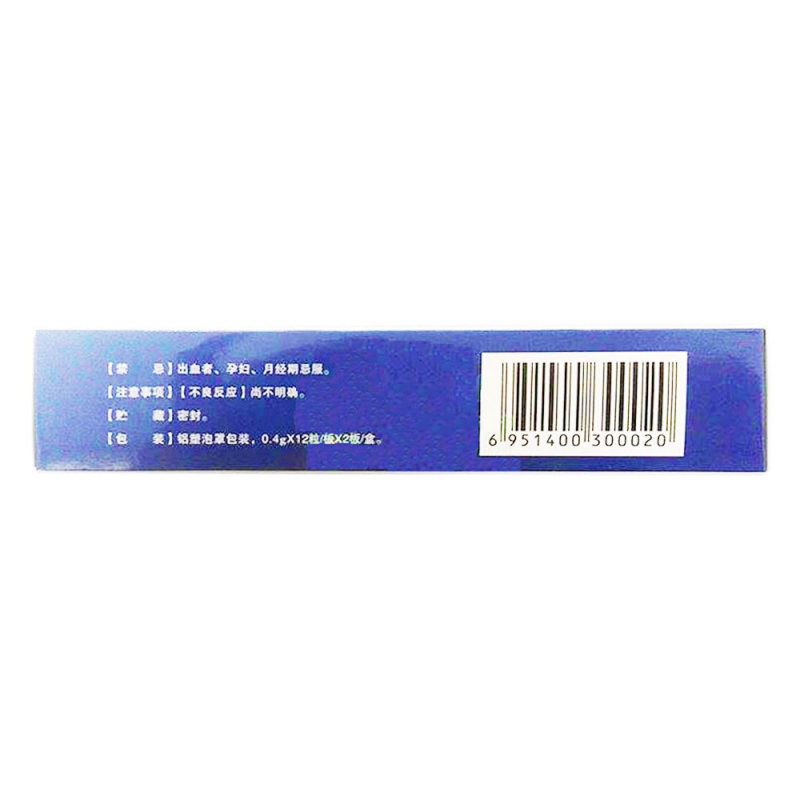 【禁 忌】出血者、孕妇、月经期忌服。
【注意事项】【不良反应】尚不明确。
【贮 藏】密封。
【包 装】铝塑泡罩包装，0.4gX12粒/板X2板/盒。
6 951400 300020